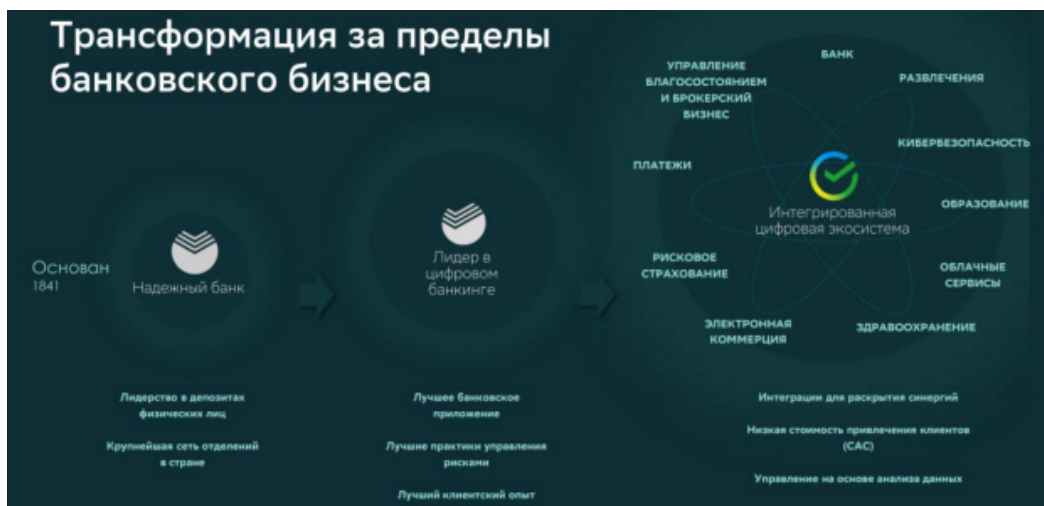 Трансформация за пределы
банковского бизнеса
Основан
1841
Надежный банк
Лидерство в депозитах
физических лиц
Крупнейшая сеть отделений
в стране
Лидер в
цифровом
банкинге
Лучшее банковское
приложение
Лучшие практики управления
рисками
Лучший клиентский опыт
БАНК
УПРАВЛЕНИЕ
БЛАГОСОСТОЯНИЕМ
И БРОКЕРСКИЙ
БИЗНЕС
РАЗВЛЕЧЕНИЯ
КИБЕРБЕЗОПАСНОСТЬ
ПЛАТЕЖИ
ОБРАЗОВАНИЕ
Интегрированная
цифровая экосистема
РИСКОВОЕ
СТРАХОВАНИЕ
ОБЛАЧНЫЕ
СЕРВИСЫ
ЭЛЕКТРОННАЯ
КОММЕРЦИЯ
ЗДРАВООХРАНЕНИЕ
Интеграции для раскрытия синергий
Низкая стоимость привлечения клиентов
(САС)
Управление на основе анализа данных